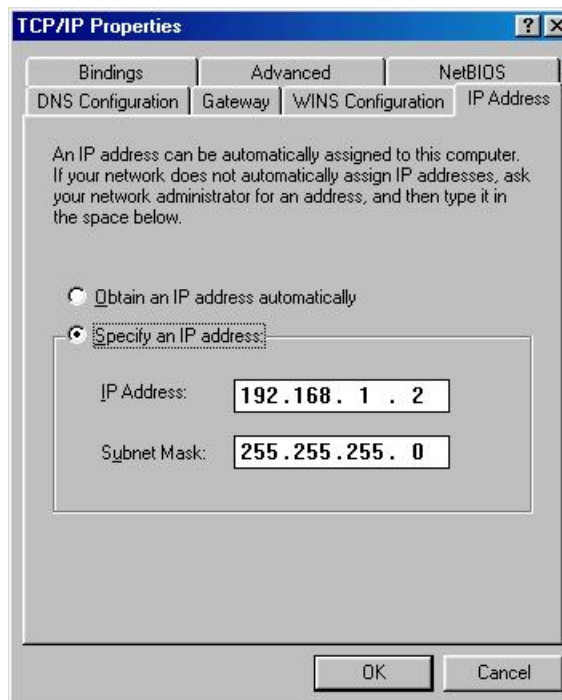 TCP/IP Properties
Bindings Advanced NetBIOS
DNS Configuration Gateway WINS Configuration IP Address
An IP address can be automatically assigned to this computer.
If your network does not automatically assign IP addresses, ask
your network administrator for an address, and then type it in
the space below.
Obtain an IP address automatically
Specify an IP address:
IP Address: 192.168. 1 . 2
Subnet Mask: 255.255.255. 0
OK Cancel